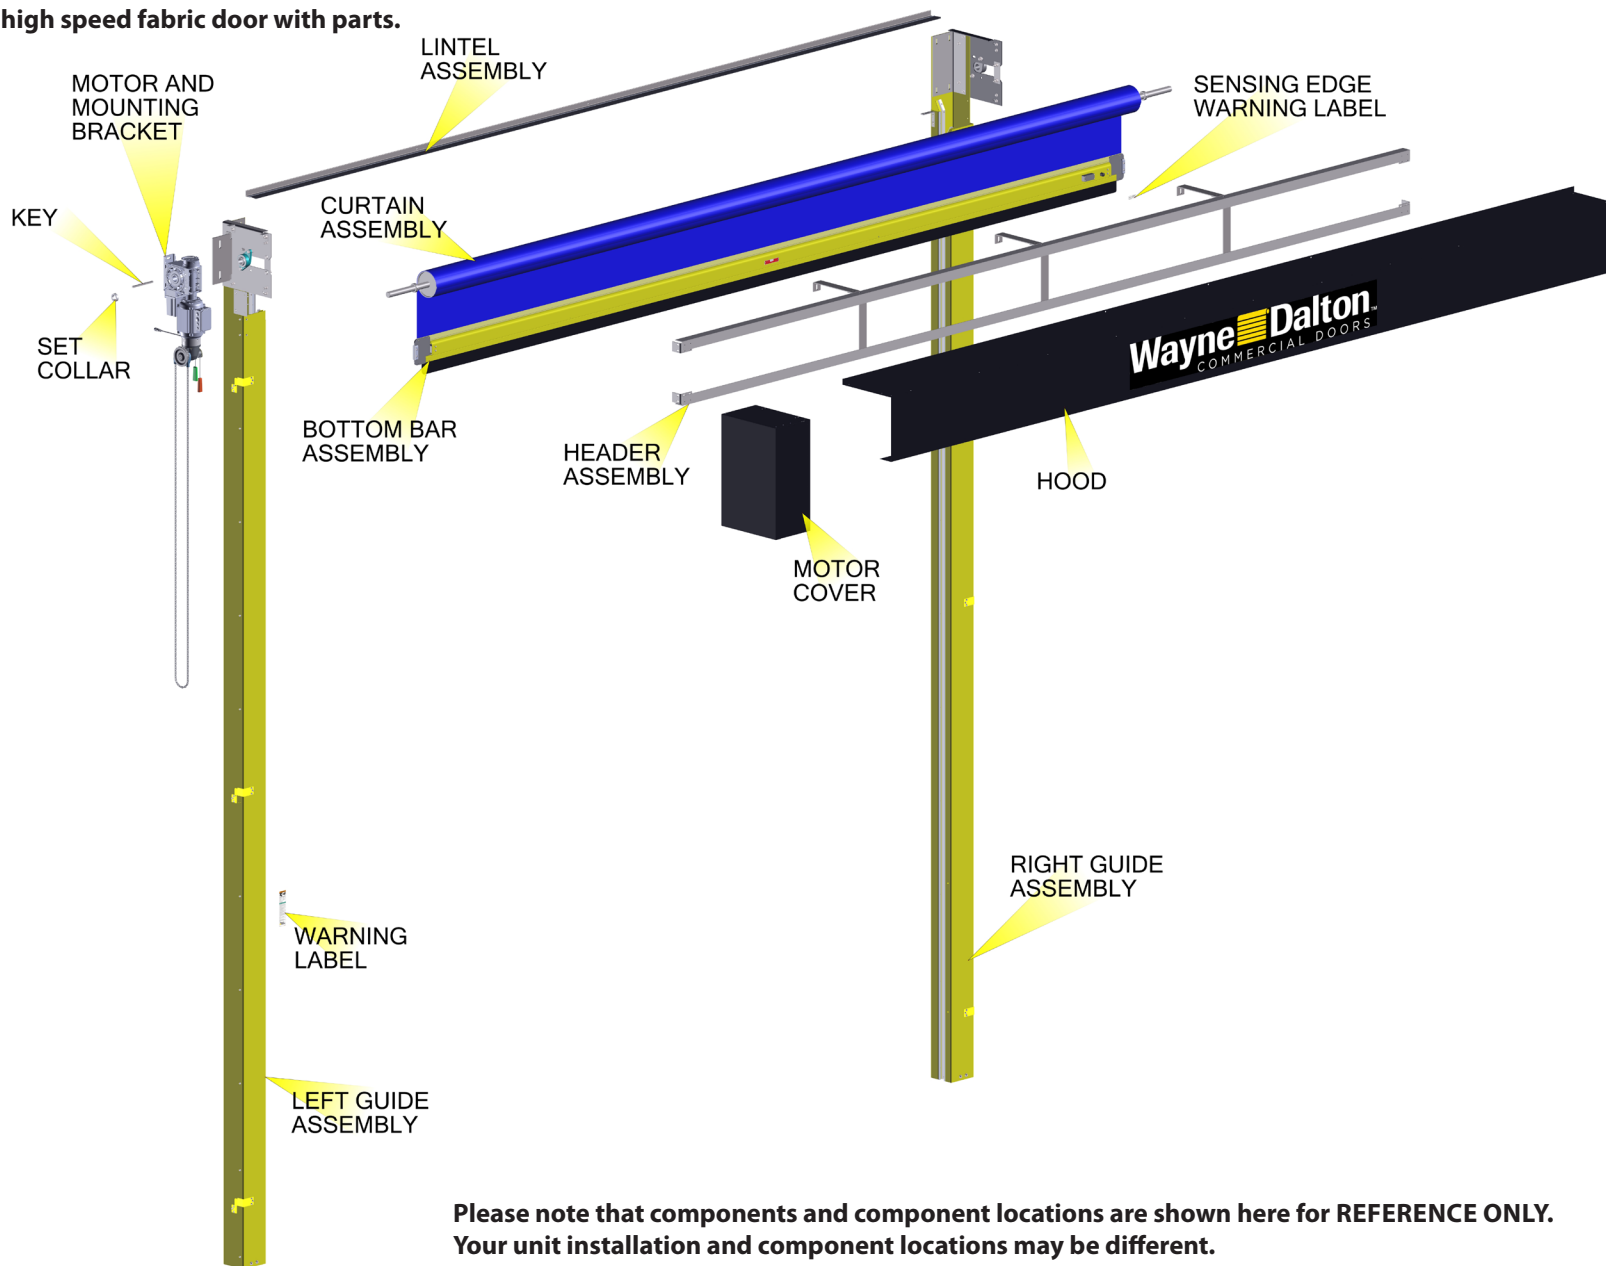 high speed fabric door with parts.
LINTEL
ASSEMBLY
MOTOR AND
MOUNTING
BRACKET
SENSING EDGE
WARNING LABEL
KEY
CURTAIN
ASSEMBLY
SET
COLLAR
Wayne Dalton™
COMMERCIAL DOORS
BOTTOM BAR
ASSEMBLY
HEADER
ASSEMBLY
HOOD
MOTOR
COVER
RIGHT GUIDE
ASSEMBLY
WARNING
LABEL
LEFT GUIDE
ASSEMBLY
Please note that components and component locations are shown here for REFERENCE ONLY.
Your unit installation and component locations may be different.